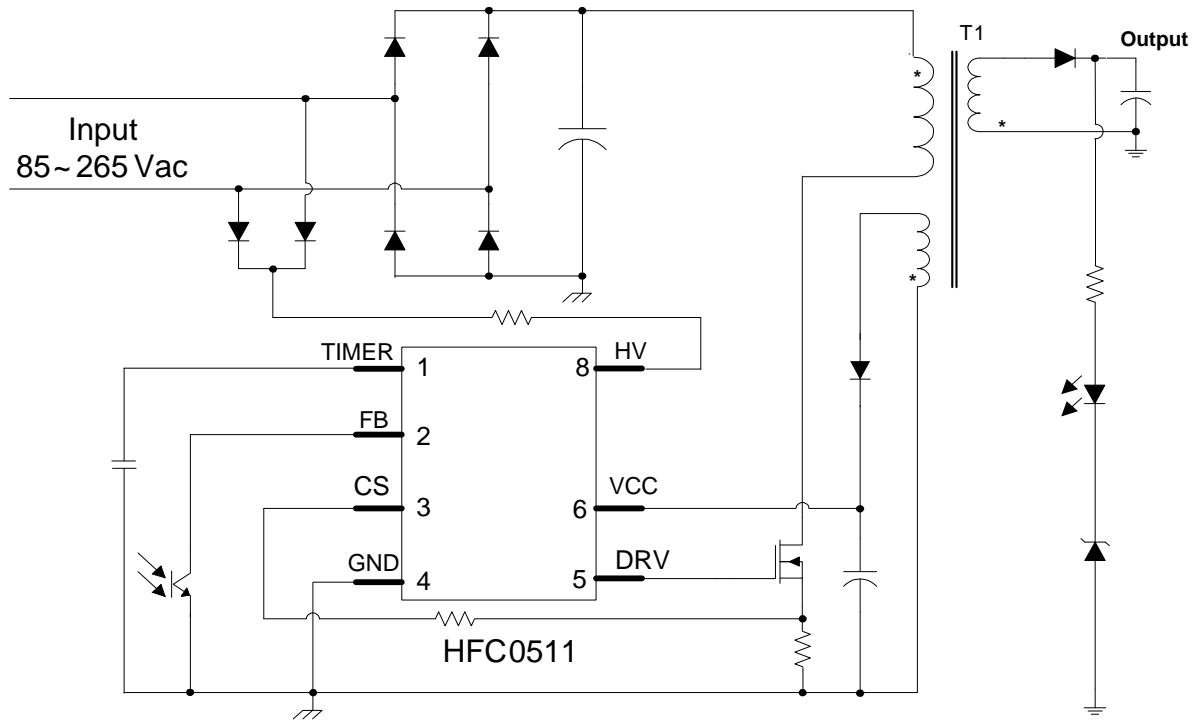 T1
Output
*
*
Input
85~265 Vac
*
TIMER
1
8
HV
FB
2
CS
3
VCC
6
GND
4
DRV
5
HFC0511